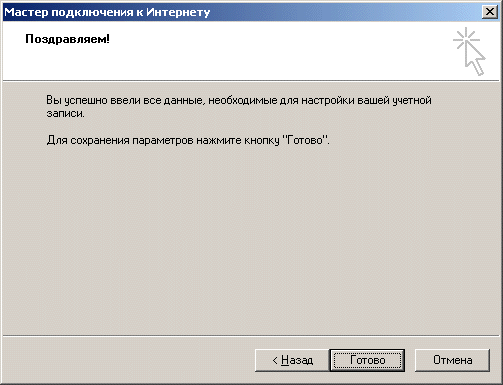 Мастер подключения к Интернету
Поздравляем!
Вы успешно ввели все данные, необходимые для настройки вашей учетной
записи.
Для сохранения параметров нажмите кнопку "Готово".
< Назад
Готово
Отмена